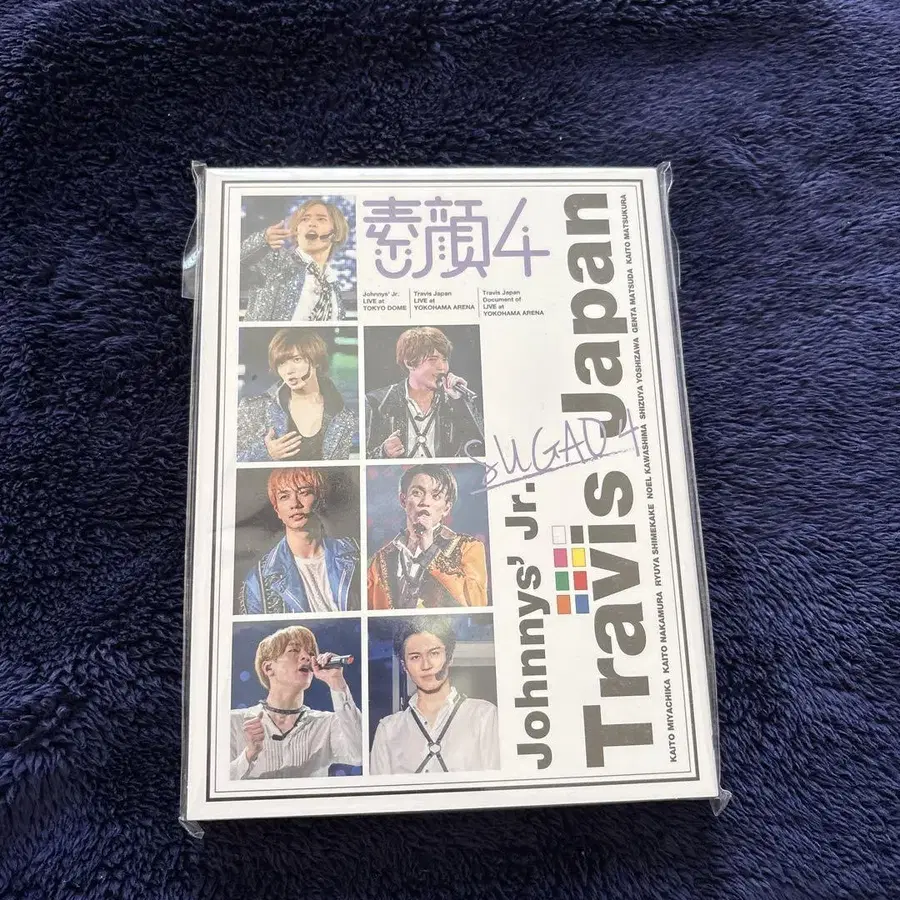 素顔4
Johnnys' Jr.
LIVE at
TOKYO DOME
Travis Japan
LIVE at
YOKOHAMA ARENA
Travis Japan
Document of
LIVE at
YOKOHAMA ARENA
SUGAO4
Johnnys' Jr.
Travis Japan
KAITO MIYACHIKA KAITO NAKAMURA RYUYA SHIMEKAKE NOEL KAWASHIMA SHIZUYA YOSHIZAWA GENTA MATSUDA KAITO MATSUKURA